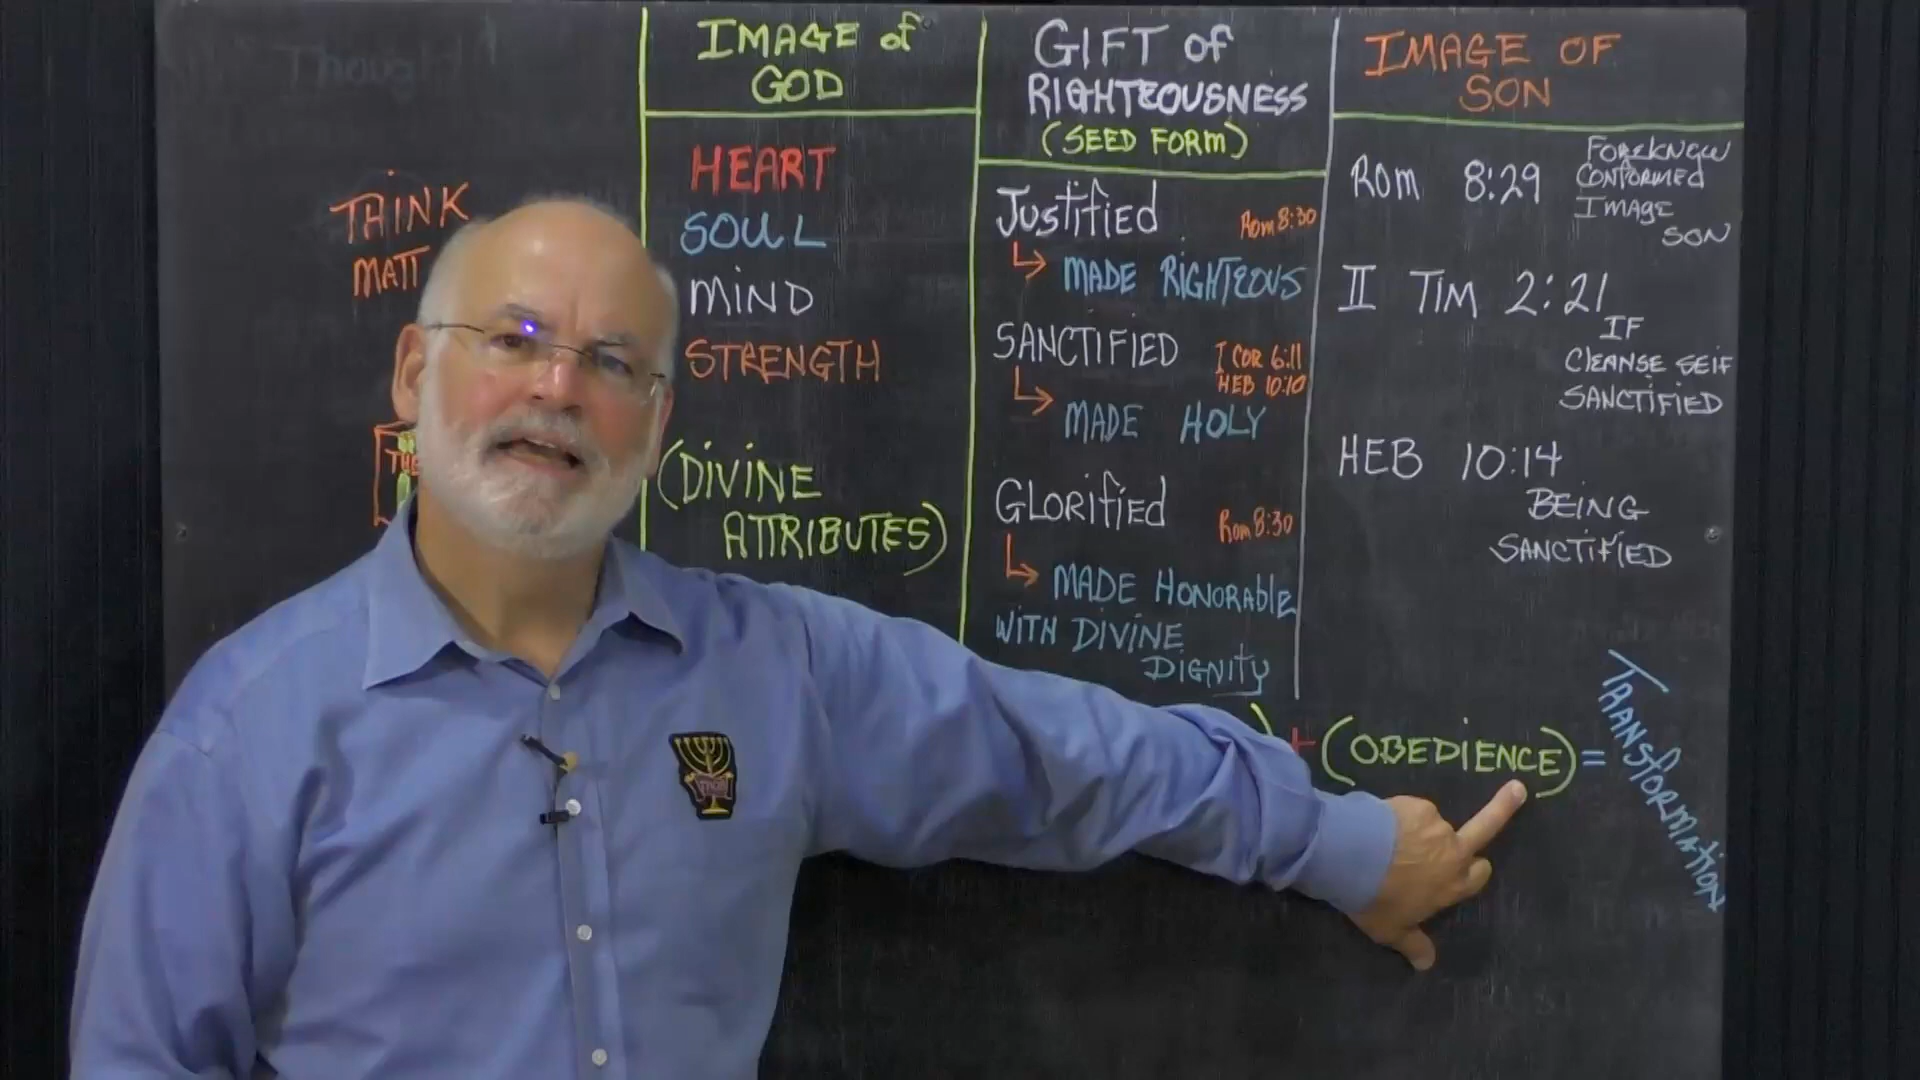 THINK
MATT
THE
IMAGE of
GOD
HEART
SOUL
MIND
STRENGTH
(DIVINE
ATTRIBUTES)
GIFT of
RIGHTEOUSNESS
(SEED FORM)
Justified Rom 8:30
MADE RIGHTEOUS
SANCTIFIED I COR 6:11
HEB 10:10
MADE HOLY
GLORIFIED Rom 8:30
MADE HONORABLE
WITH DIVINE
DIGNITY
IMAGE OF
SON
Rom 8:29 FOREKNEW
CONFORMED
IMAGE
SON
II TIM 2:21
IF
CLEANSE SELF
SANCTIFIED
HEB 10:14
BEING
SANCTIFIED
) + (OBEDIENCE) =
TRANSFORMATION